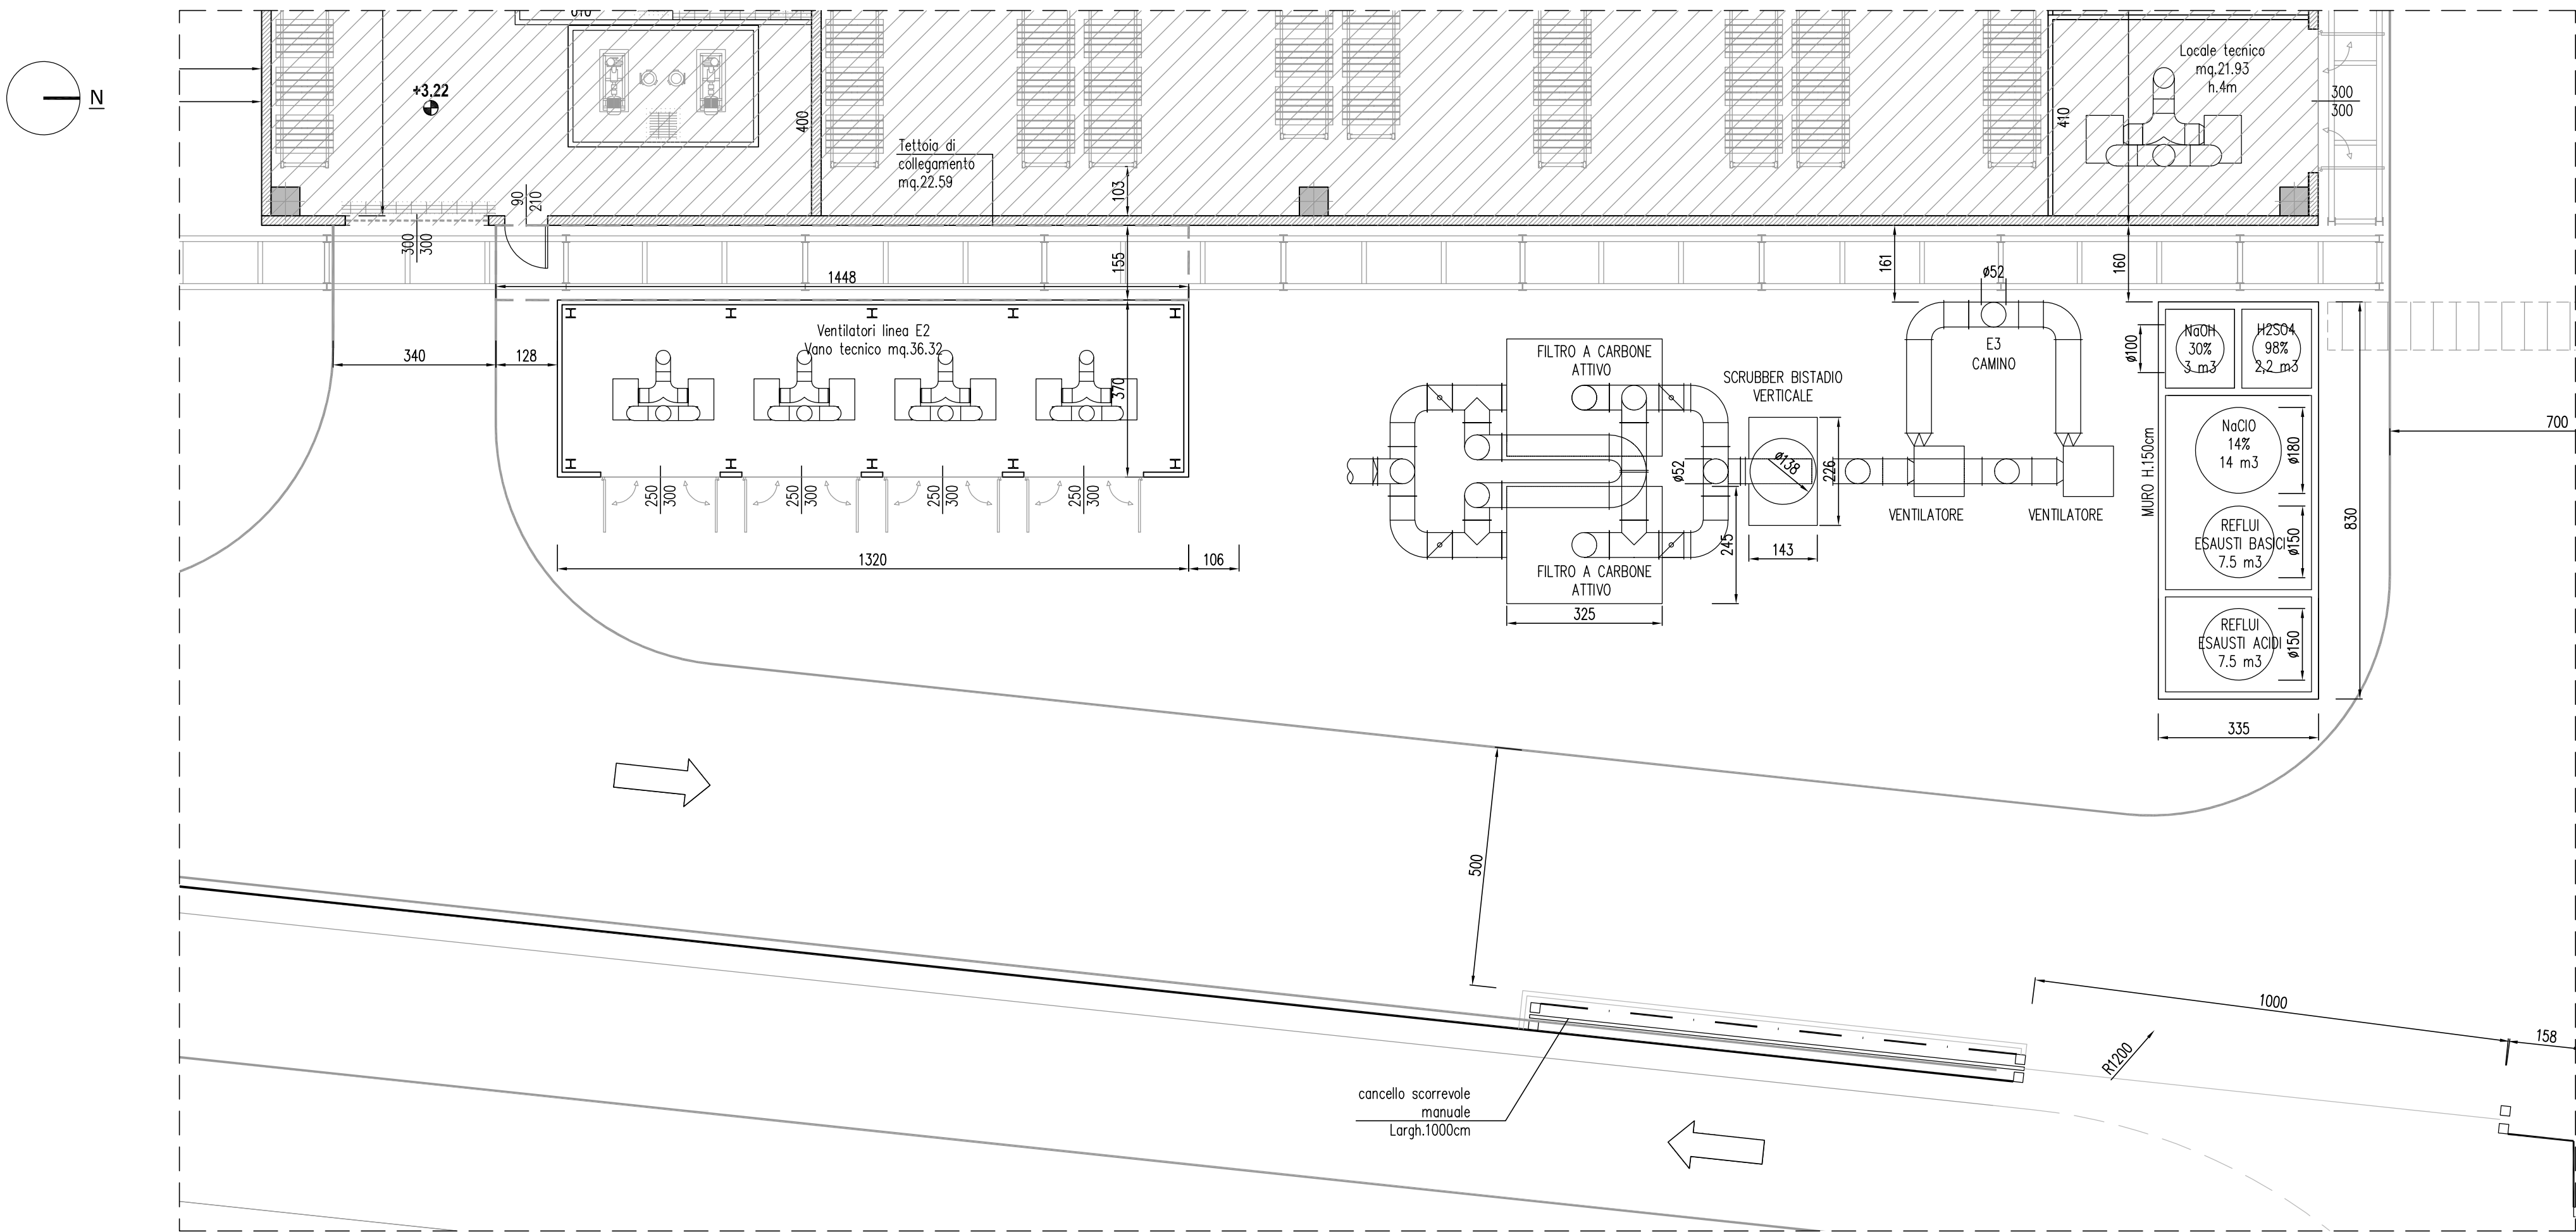 N
+3.22
90
210
300
300
400
Tettoia di
collegamento
mq.22.59
103
Locale tecnico
mq.21.93
h.4m
410
300
300
155
1448
161
ø52
160
340
128
Ventilatori linea E2
Vano tecnico mq.36.32
370
250
300
250
300
250
300
250
300
1320
106
FILTRO A CARBONE
ATTIVO
SCRUBBER BISTADIO
VERTICALE
ø52
ø138
226
245
143
FILTRO A CARBONE
ATTIVO
325
E3
CAMINO
VENTILATORE
VENTILATORE
ø100
NaOH
30%
3 m3
H2SO4
98%
2,2 m3
MURO H.150cm
NaClO
14%
14 m3
ø180
REFLUI
ESAUSTI BASICI
7.5 m3
ø150
REFLUI
ESAUSTI ACIDI
7.5 m3
ø150
830
335
700
500
1000
158
R1200
cancello scorrevole
manuale
Largh.1000cm